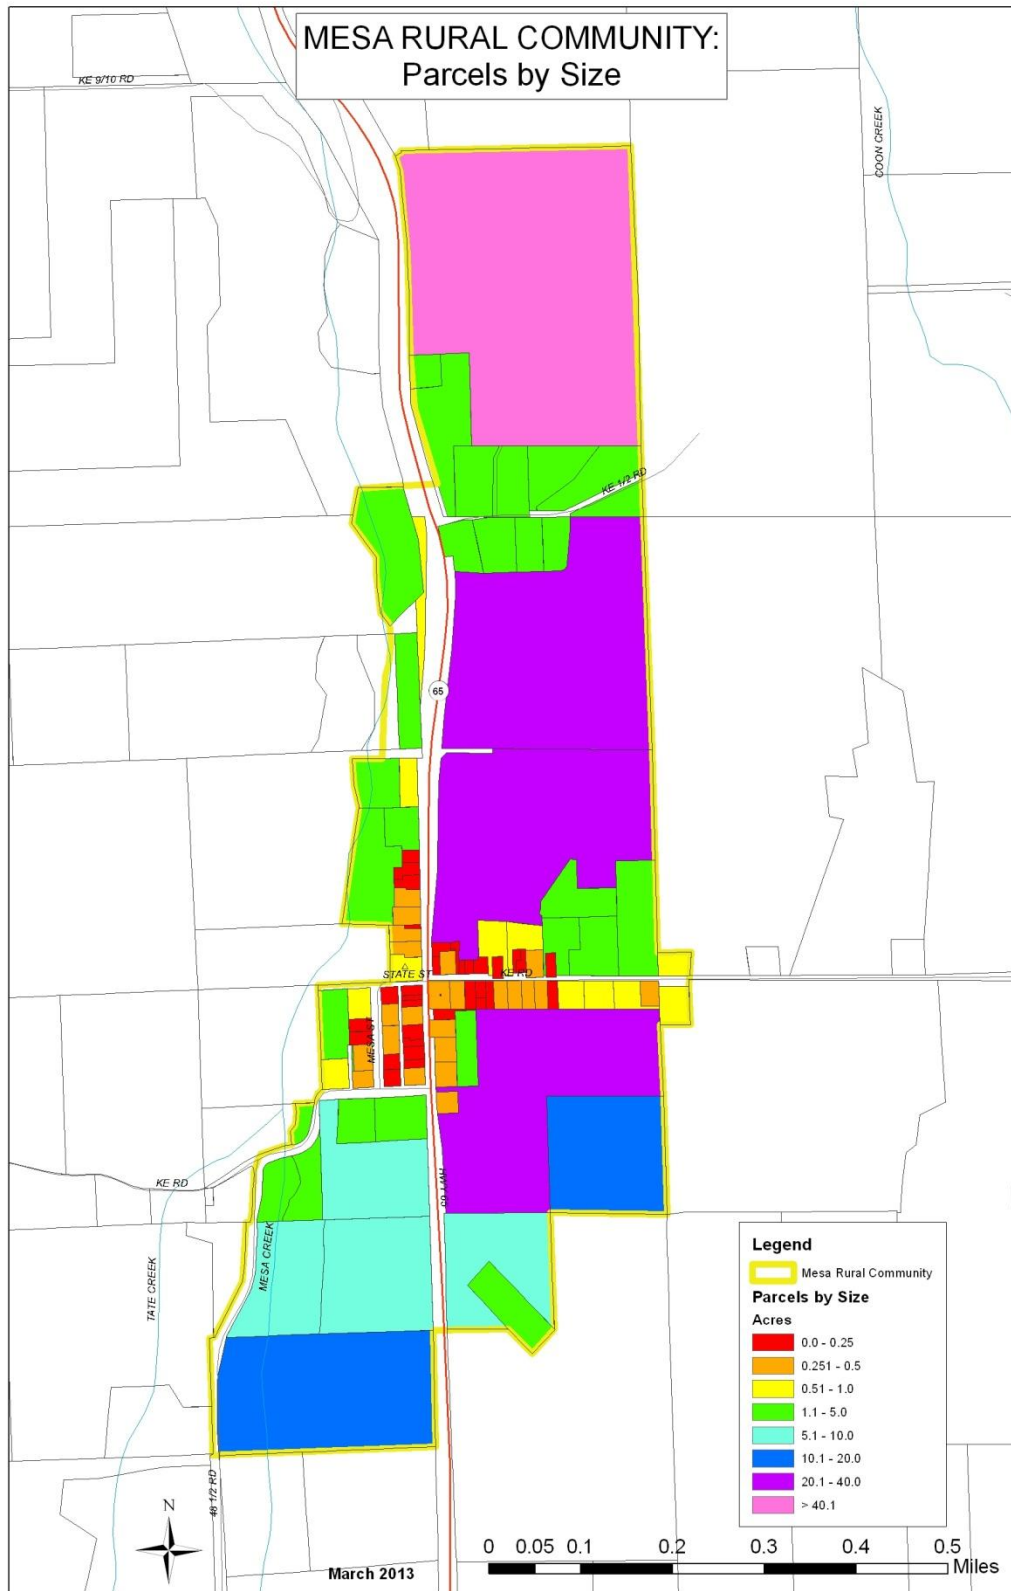 MESA RURAL COMMUNITY:
Parcels by Size
KE 9/10 RD
COON CREEK
KE 1/2 RD
65
STATE ST
KE RD
MESA ST
KE RD
HWY 65
MESA CREEK
TATE CREEK
48 1/2 RD
Legend
Mesa Rural Community
Parcels by Size
Acres
0.0 - 0.25
0.251 - 0.5
0.51 - 1.0
1.1 - 5.0
5.1 - 10.0
10.1 - 20.0
20.1 - 40.0
> 40.1
N
March 2013
0 0.05 0.1 0.2 0.3 0.4 0.5
Miles